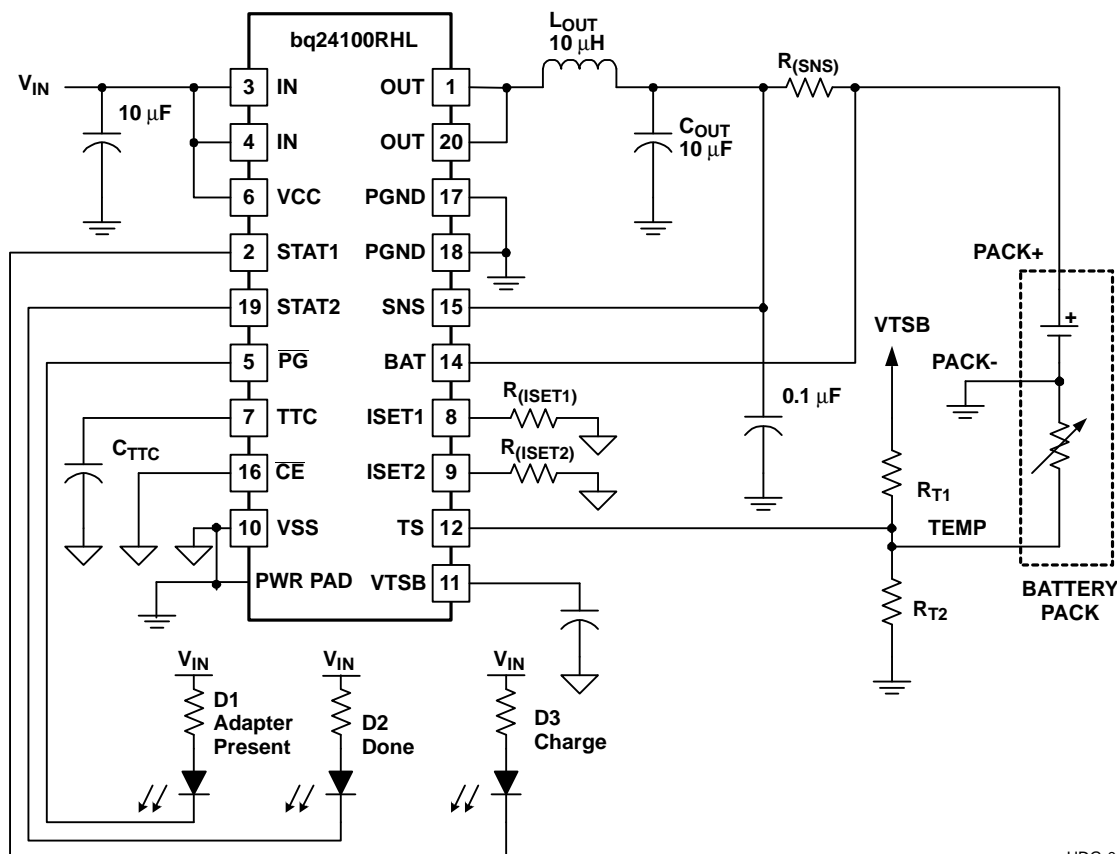 bq24100RHL
L_OUT
10 μH
R_(SNS)
V_IN
3 IN OUT 1
10 μF
4 IN OUT 20
C_OUT
10 μF
6 VCC PGND 17
2 STAT1 PGND 18
PACK+
19 STAT2 SNS 15
VTSB
+
5 P̅G̅ BAT 14
PACK-
7 TTC ISET1 8 R_(ISET1)
0.1 μF
C_TTC
16 C̅E̅ ISET2 9 R_(ISET2)
R_T1
10 VSS TS 12
TEMP
PWR PAD VTSB 11
BATTERY
PACK
R_T2
V_IN V_IN V_IN
D1
Adapter
Present
D2
Done
D3
Charge